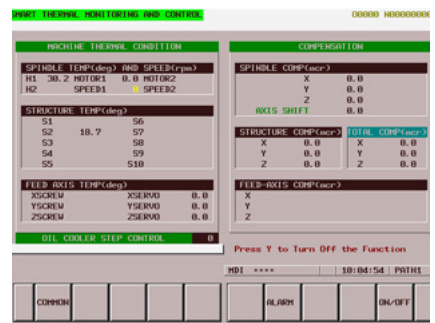 SMART THERMAL MONITORING AND CONTROL
O0000 N00000000
MACHINE THERMAL CONDITION
SPINDLE TEMP(deg) AND SPEED(rpm)
H1 30.2 MOTOR1 0.0 MOTOR2
H2 SPEED1 0 SPEED2
STRUCTURE TEMP(deg)
S1 S6
S2 18.7 S7
S3 S8
S4 S9
S5 S10
FEED AXIS TEMP(deg)
XSCREW XSERVO 0.0
YSCREW YSERVO 0.0
ZSCREW ZSERVO 0.0
OIL COOLER STEP CONTROL 0
COMPENSATION
SPINDLE COMP(mcr)
X 0.0
Y 0.0
Z 0.0
AXIS SHIFT 0.0
STRUCTURE COMP(mcr) TOTAL COMP(mcr)
X 0.0 X 0.0
Y 0.0 Y 0.0
Z 0.0 Z 0.0
FEED-AXIS COMP(mcr)
X
Y
Z
Press Y to Turn Off the Function
MDI **** 10:04:54 PATH1
COMMON ALARM ON/OFF